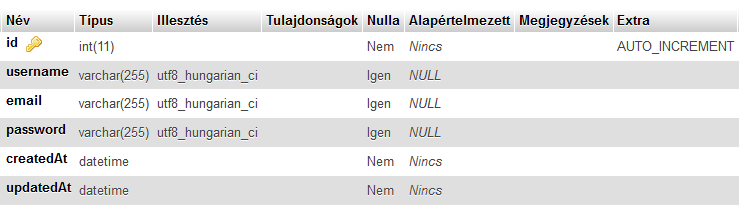 Név Típus Illesztés Tulajdonságok Nulla Alapértelmezett Megjegyzések Extra
id int(11) Nem Nincs AUTO_INCREMENT
username varchar(255) utf8_hungarian_ci Igen NULL
email varchar(255) utf8_hungarian_ci Igen NULL
password varchar(255) utf8_hungarian_ci Igen NULL
createdAt datetime Nem Nincs
updatedAt datetime Nem Nincs